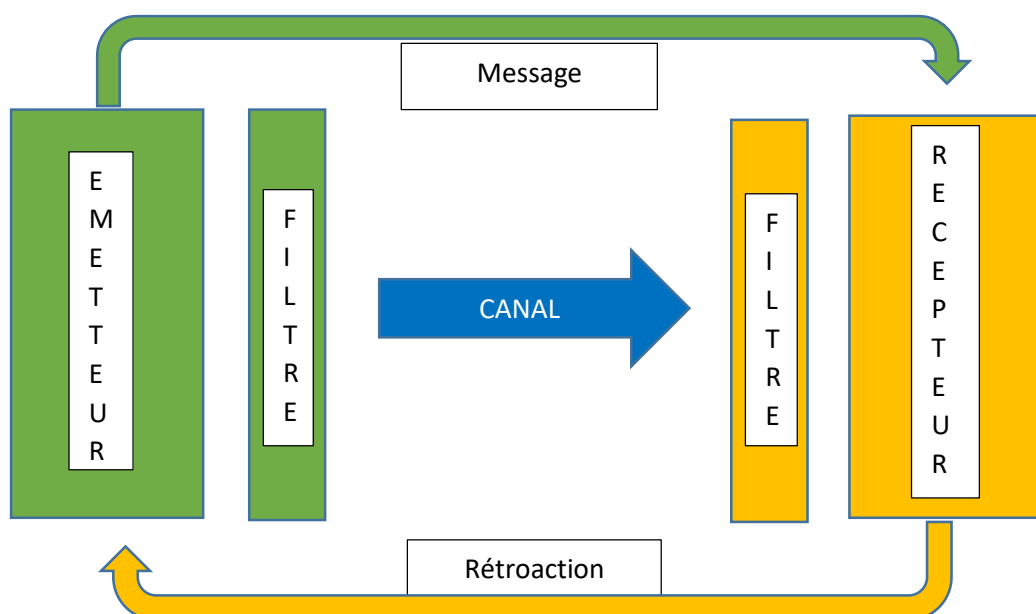 Message
EMETTEUR
FILTRE
CANAL
FILTRE
RECEPTEUR
Rétroaction